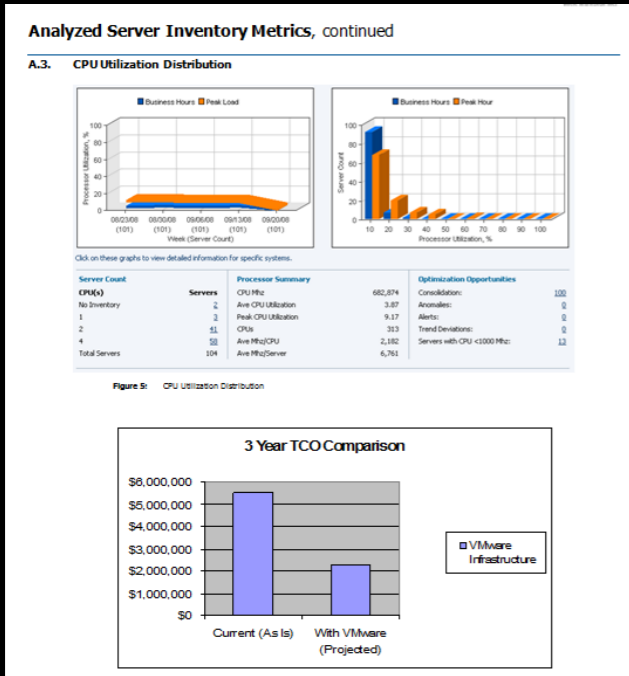 Analyzed Server Inventory Metrics, continued
A.3. CPU Utilization Distribution
Business Hours Peak Load
Processor Utilization, %
100
80
60
40
20
0
08/23/08 08/30/08 09/06/08 09/13/08 09/20/08
(101) (101) (101) (101) (101)
Week (Server Count)
Business Hours Peak Hour
Server Count
100
80
60
40
20
0
10 20 30 40 50 60 70 80 90 100
Processor Utilization, %
Click on these graphs to view detailed information for specific systems.
Server Count
CPU(s) Servers
No Inventory 2
1 3
2 41
4 58
Total Servers 104
Processor Summary
CPU Mhz 682,874
Ave CPU Utilization 3.87
Peak CPU Utilization 9.17
CPUs 313
Ave Mhz/CPU 2,182
Ave Mhz/Server 6,761
Optimization Opportunities
Consolidation: 100
Anomalies: 0
Alerts: 0
Trend Deviations: 0
Servers with CPU <1000 Mhz: 13
Figure 5: CPU Utilization Distribution
3 Year TCO Comparison
$6,000,000
$5,000,000
$4,000,000
$3,000,000
$2,000,000
$1,000,000
$0
Current (As Is) With VMware
(Projected)
VMware
Infrastructure